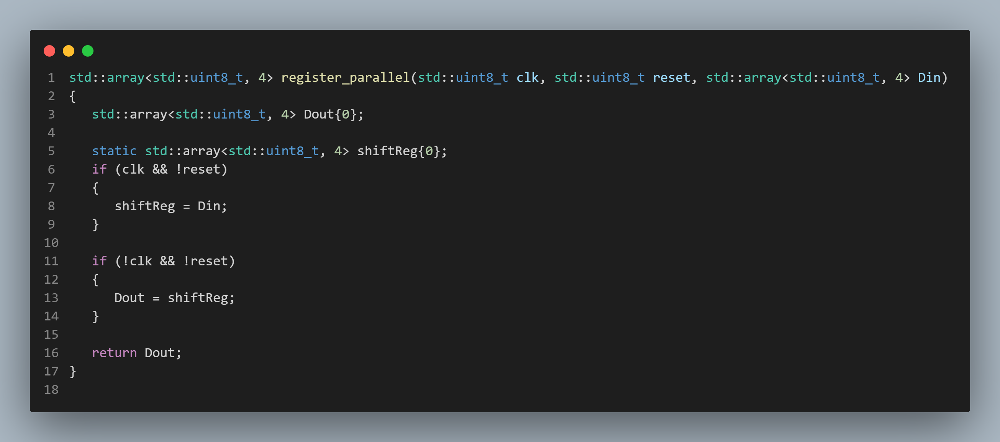 1 std::array<std::uint8_t, 4> register_parallel(std::uint8_t clk, std::uint8_t reset, std::array<std::uint8_t, 4> Din)
2 {
3    std::array<std::uint8_t, 4> Dout{0};
4
5    static std::array<std::uint8_t, 4> shiftReg{0};
6    if (clk && !reset)
7    {
8       shiftReg = Din;
9    }
10
11    if (!clk && !reset)
12    {
13       Dout = shiftReg;
14    }
15
16    return Dout;
17 }
18